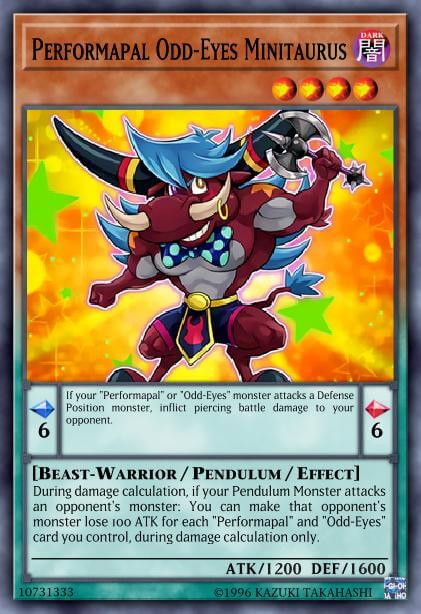 PERFORMAPAL ODD-EYES MINITAURUS
DARK
闇
If your "Performapal" or "Odd-Eyes" monster attacks a Defense
Position monster, inflict piercing battle damage to your
opponent.
6
6
[BEAST-WARRIOR / PENDULUM / EFFECT]
During damage calculation, if your Pendulum Monster attacks
an opponent's monster: You can make that opponent's
monster lose 100 ATK for each "Performapal" and "Odd-Eyes"
card you control, during damage calculation only.
ATK/1200 DEF/1600
10731333
©1996 KAZUKI TAKAHASHI